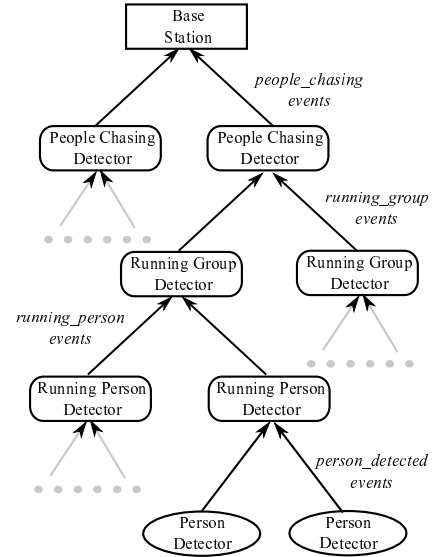 Base
Station
people_chasing
events
People Chasing
Detector
People Chasing
Detector
running_group
events
Running Group
Detector
Running Group
Detector
running_person
events
Running Person
Detector
Running Person
Detector
person_detected
events
Person
Detector
Person
Detector